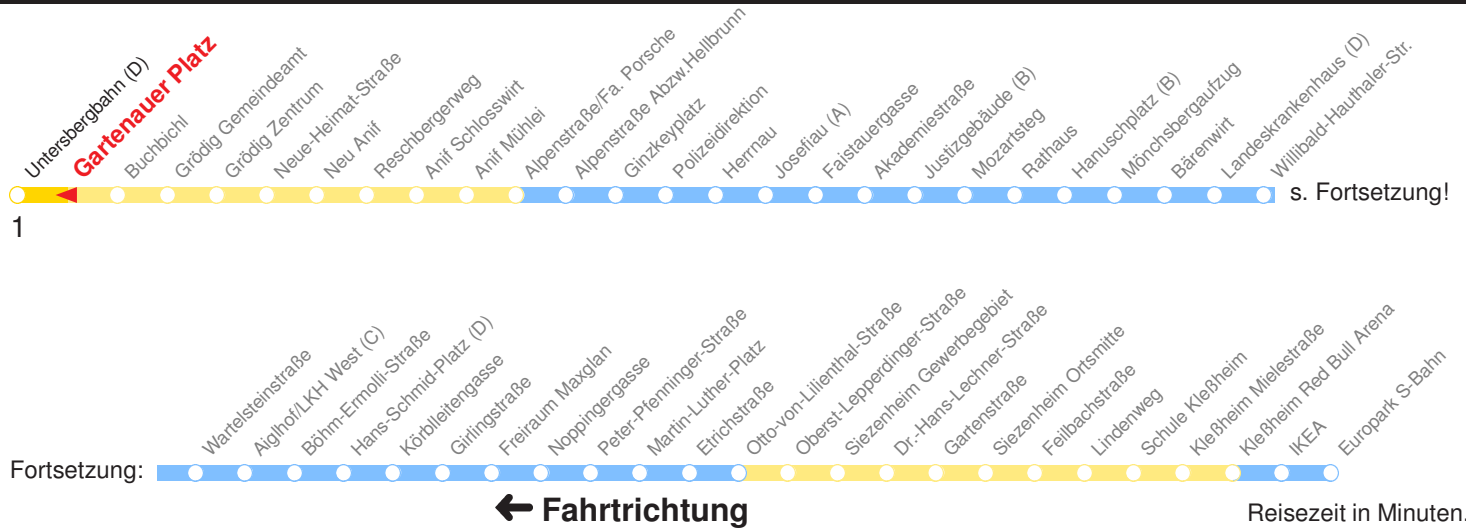 Untersbergbahn (D)
Gartenauer Platz
Buchbichl
Grödig Gemeindeamt
Grödig Zentrum
Neue-Heimat-Straße
Neu Anif
Reschbergerweg
Anif Schlosswirt
Anif Mühlei
Alpenstraße/Fa. Porsche
Alpenstraße Abzw.Hellbrunn
Ginzkeyplatz
Polizeidirektion
Herrnau
Josefiau (A)
Faistauergasse
Akademiestraße
Justizgebäude (B)
Mozartsteg
Rathaus
Hanuschplatz (B)
Mönchsbergaufzug
Bärenwirt
Landeskrankenhaus (D)
Willibald-Hauthaler-Str.
s. Fortsetzung!
1
Wartelsteinstraße
Aiglhof/LKH West (C)
Böhm-Ermolli-Straße
Hans-Schmid-Platz (D)
Körblleitengasse
Girlingstraße
Freiraum Maxglan
Noppingergasse
Peter-Pfenninger-Straße
Martin-Luther-Platz
Etrichstraße
Otto-von-Lilienthal-Straße
Oberst-Lepperdinger-Straße
Siezenheim Gewerbegebiet
Dr.-Hans-Lechner-Straße
Gartenstraße
Siezenheim Ortsmitte
Feilbachstraße
Lindenweg
Schule Kleßheim
Kleßheim Mielestraße
Kleßheim Red Bull Arena
IKEA
Europark S-Bahn
Fortsetzung:
← Fahrtrichtung
Reisezeit in Minuten.